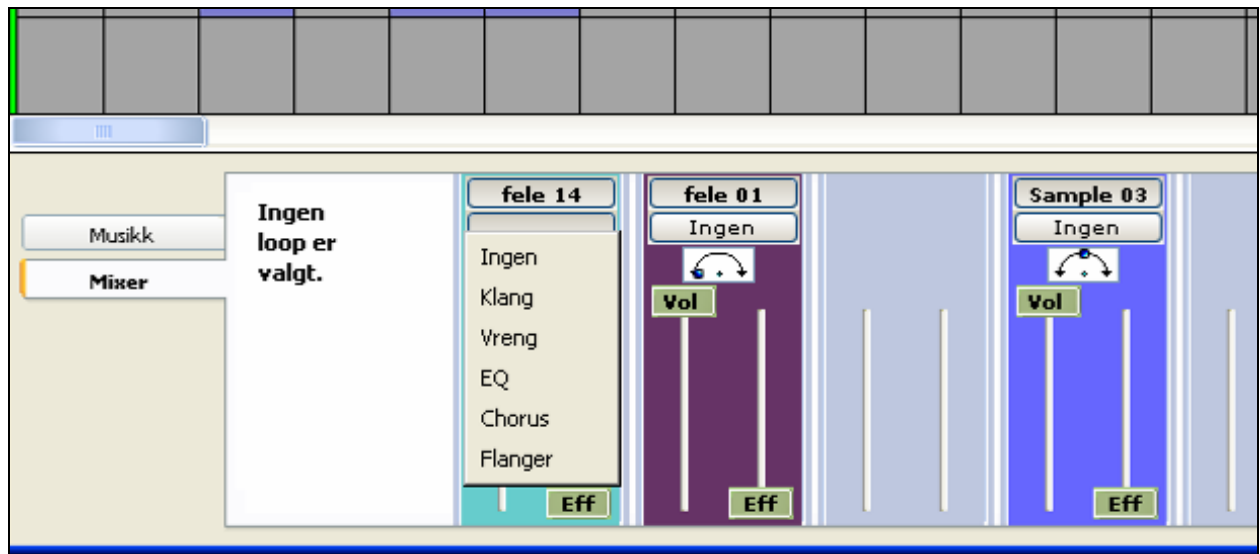 Musikk
Mixer
Ingen
loop er
valgt.
fele 14
Ingen
Klang
Vreng
EQ
Chorus
Flanger
Eff
fele 01
Ingen
Vol
Eff
Sample 03
Ingen
Vol
Eff